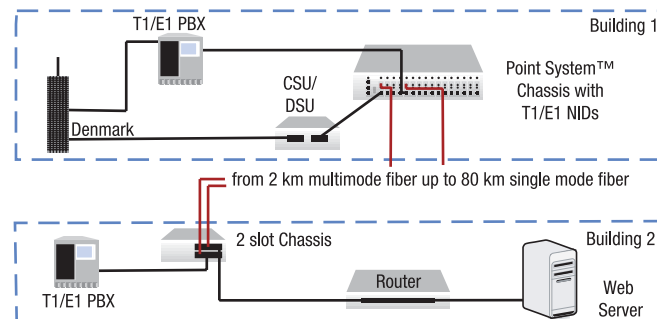 T1/E1 PBX
Building 1
Point System™
Chassis with
T1/E1 NIDs
CSU/
DSU
Denmark
from 2 km multimode fiber up to 80 km single mode fiber
2 slot Chassis
Building 2
T1/E1 PBX
Router
Web
Server